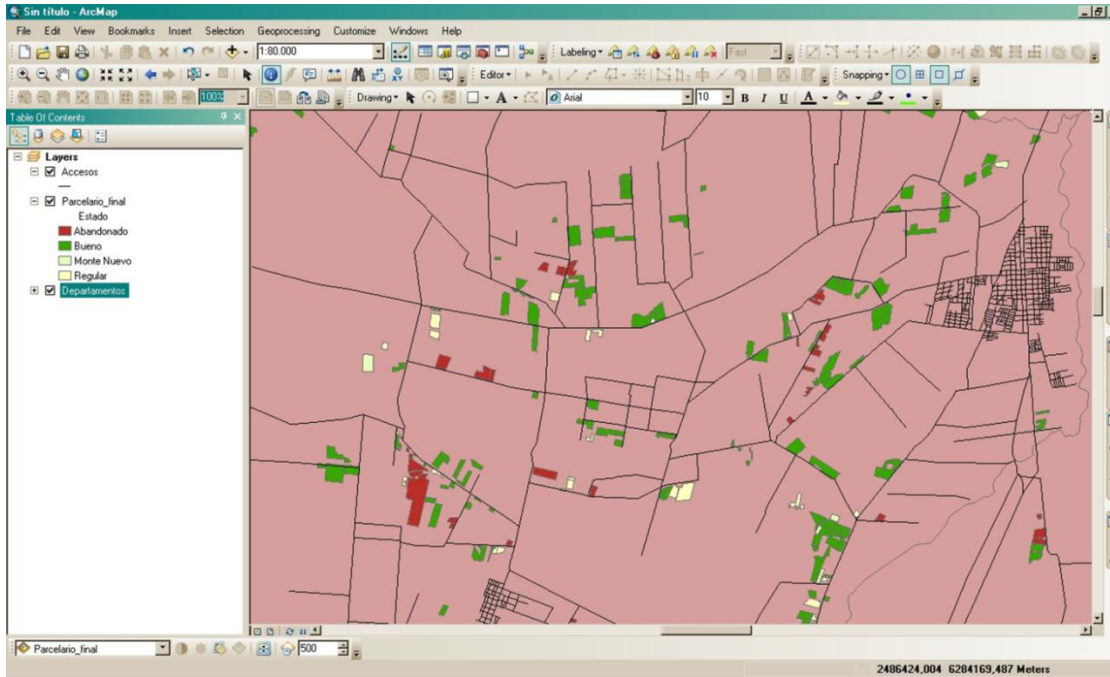 Sin título - ArcMap
File Edit View Bookmarks Insert Selection Geoprocessing Customize Windows Help
1:80.000 Labeling Fast
Editor Snapping
100% Drawing Arial 10 B I U A
Table Of Contents
Layers
Accesos
Parcelario_final
Estado
Abandonado
Bueno
Monte Nuevo
Regular
Departamentos
Parcelario_final 500
2486424,004 6284169,487 Meters